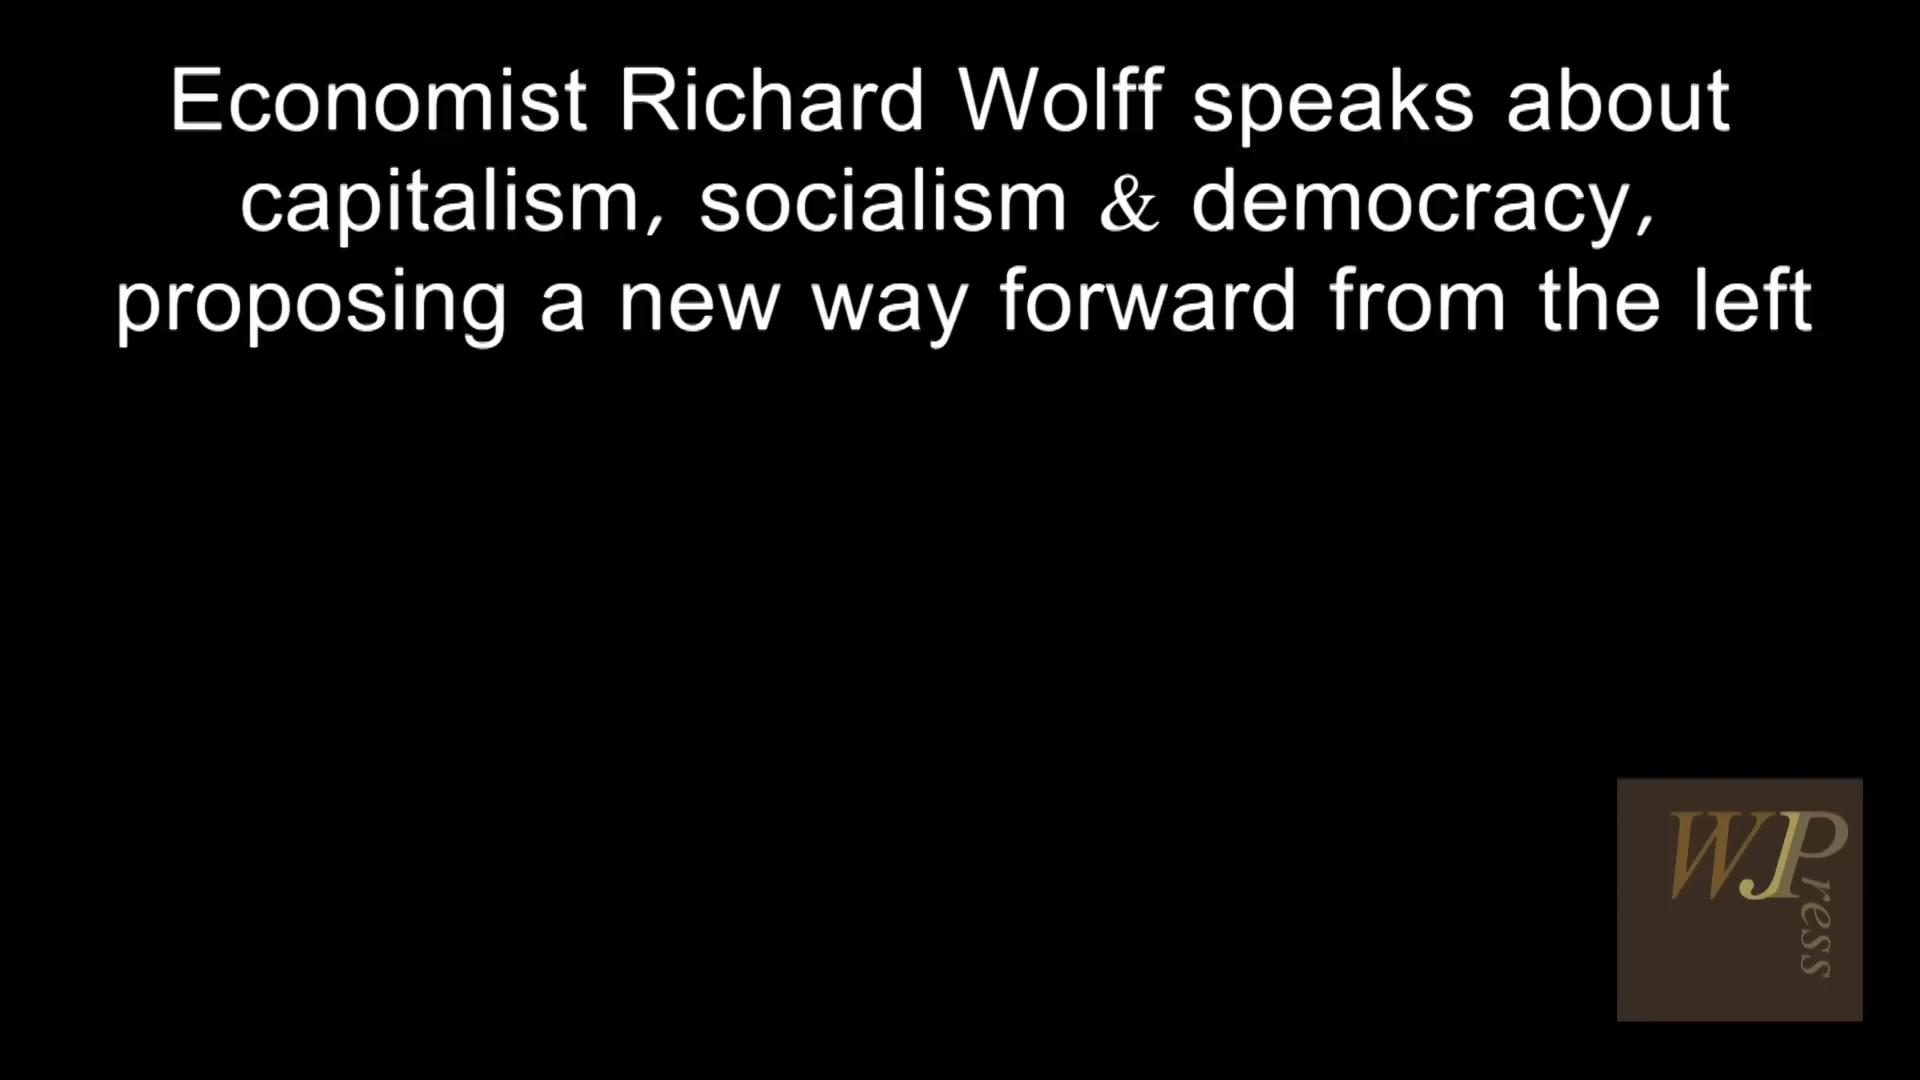 Economist Richard Wolff speaks about
capitalism, socialism & democracy,
proposing a new way forward from the left
WJPress